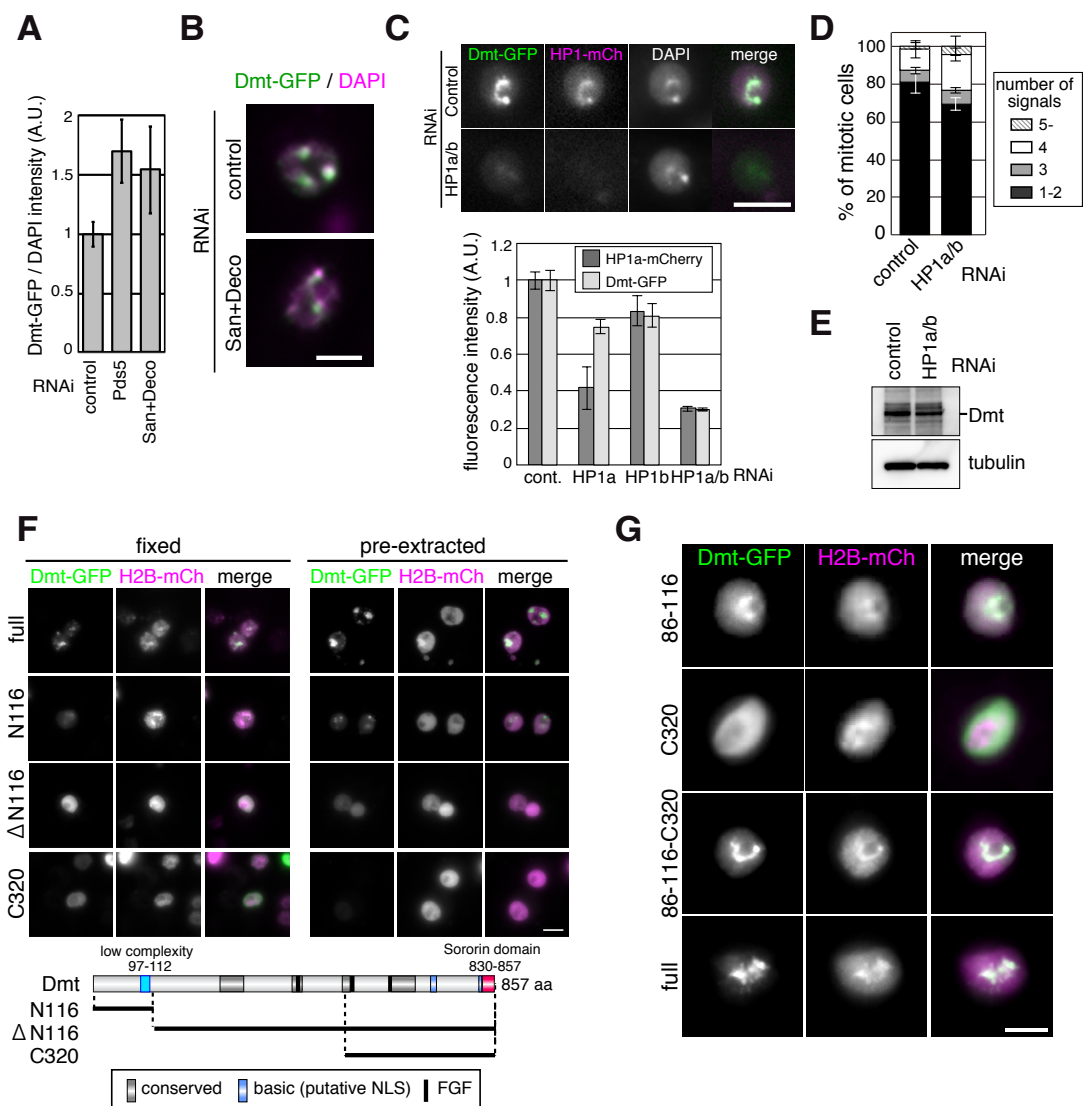 A
Dmt-GFP / DAPI intensity (A.U.)
2
1.5
1
0.5
0
RNAi
control
Pds5
San+Deco
B
Dmt-GFP / DAPI
RNAi
control
San+Deco
C
Dmt-GFP
HP1-mCh
DAPI
merge
RNAi
Control
HP1a/b
fluorescence intensity (A.U.)
1.2
1.0
0.8
0.6
0.4
0.2
0
HP1a-mCherry
Dmt-GFP
cont.
HP1a
HP1b
HP1a/b
RNAi
D
% of mitotic cells
100
80
60
40
20
0
control
HP1a/b
RNAi
number of
signals
5-
4
3
1-2
E
control
HP1a/b
RNAi
Dmt
tubulin
F
fixed
pre-extracted
Dmt-GFP
H2B-mCh
merge
Dmt-GFP
H2B-mCh
merge
full
N116
Δ N116
C320
low complexity
97-112
Sororin domain
830-857
Dmt
857 aa
N116
Δ N116
C320
conserved
basic (putative NLS)
FGF
G
Dmt-GFP
H2B-mCh
merge
86-116
C320
86-116-C320
full